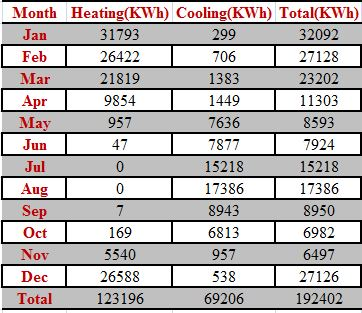 Month Heating(KWh) Cooling(KWh) Total(KWh)
Jan 31793 299 32092
Feb 26422 706 27128
Mar 21819 1383 23202
Apr 9854 1449 11303
May 957 7636 8593
Jun 47 7877 7924
Jul 0 15218 15218
Aug 0 17386 17386
Sep 7 8943 8950
Oct 169 6813 6982
Nov 5540 957 6497
Dec 26588 538 27126
Total 123196 69206 192402